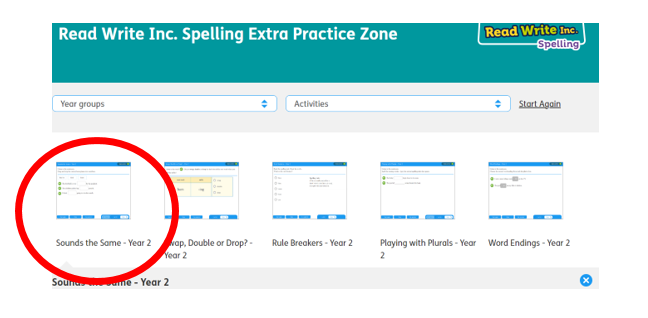 Read Write Inc. Spelling Extra Practice Zone
Read Write Inc.
Spelling
Year groups
Activities
Start Again
Sounds the Same - Year 2
Swap, Double or Drop? - Year 2
Rule Breakers - Year 2
Playing with Plurals - Year 2
Word Endings - Year 2
Sounds the Same - Year 2